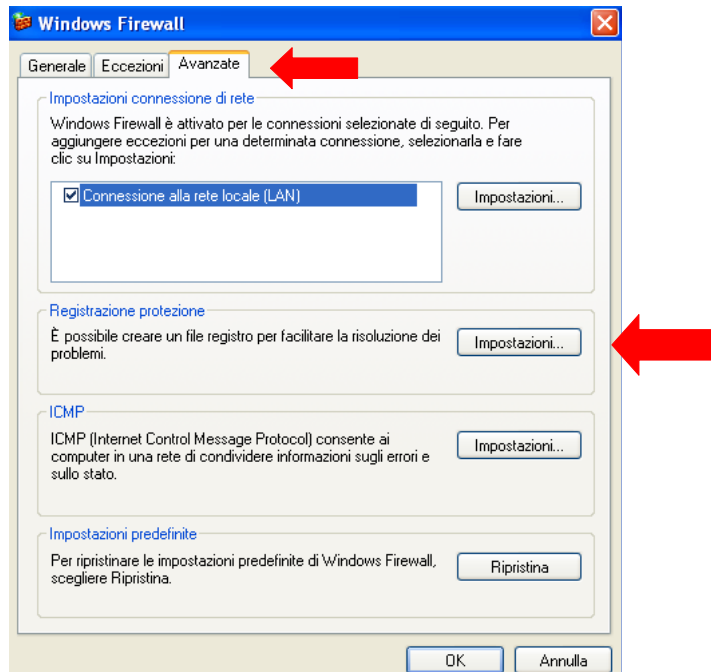 Windows Firewall
Generale Eccezioni Avanzate
Impostazioni connessione di rete
Windows Firewall è attivato per le connessioni selezionate di seguito. Per
aggiungere eccezioni per una determinata connessione, selezionarla e fare
clic su Impostazioni:
Connessione alla rete locale (LAN)
Impostazioni...
Registrazione protezione
È possibile creare un file registro per facilitare la risoluzione dei
problemi.
Impostazioni...
ICMP
ICMP (Internet Control Message Protocol) consente ai
computer in una rete di condividere informazioni sugli errori e
sullo stato.
Impostazioni...
Impostazioni predefinite
Per ripristinare le impostazioni predefinite di Windows Firewall,
scegliere Ripristina.
Ripristina
OK Annulla